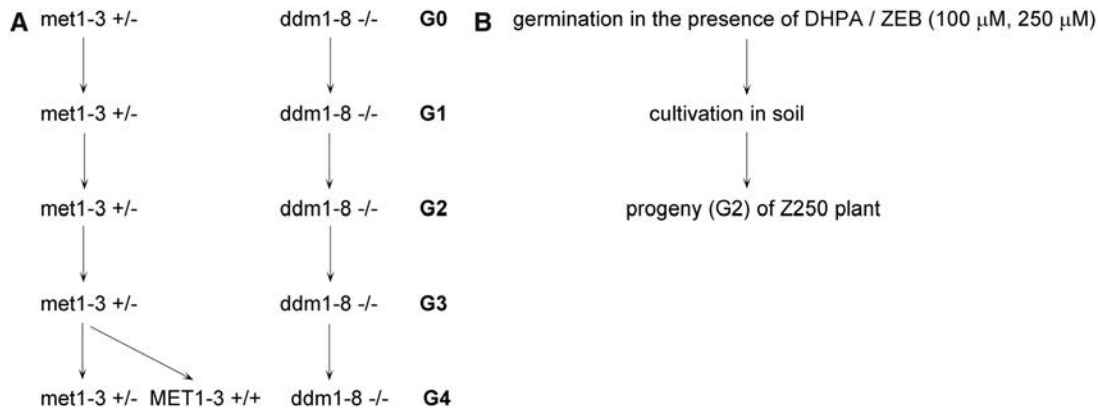 A met1-3 +/- ddm1-8 -/- G0 B germination in the presence of DHPA / ZEB (100 μM, 250 μM)
met1-3 +/- ddm1-8 -/- G1 cultivation in soil
met1-3 +/- ddm1-8 -/- G2 progeny (G2) of Z250 plant
met1-3 +/- ddm1-8 -/- G3
met1-3 +/- MET1-3 +/+ ddm1-8 -/- G4